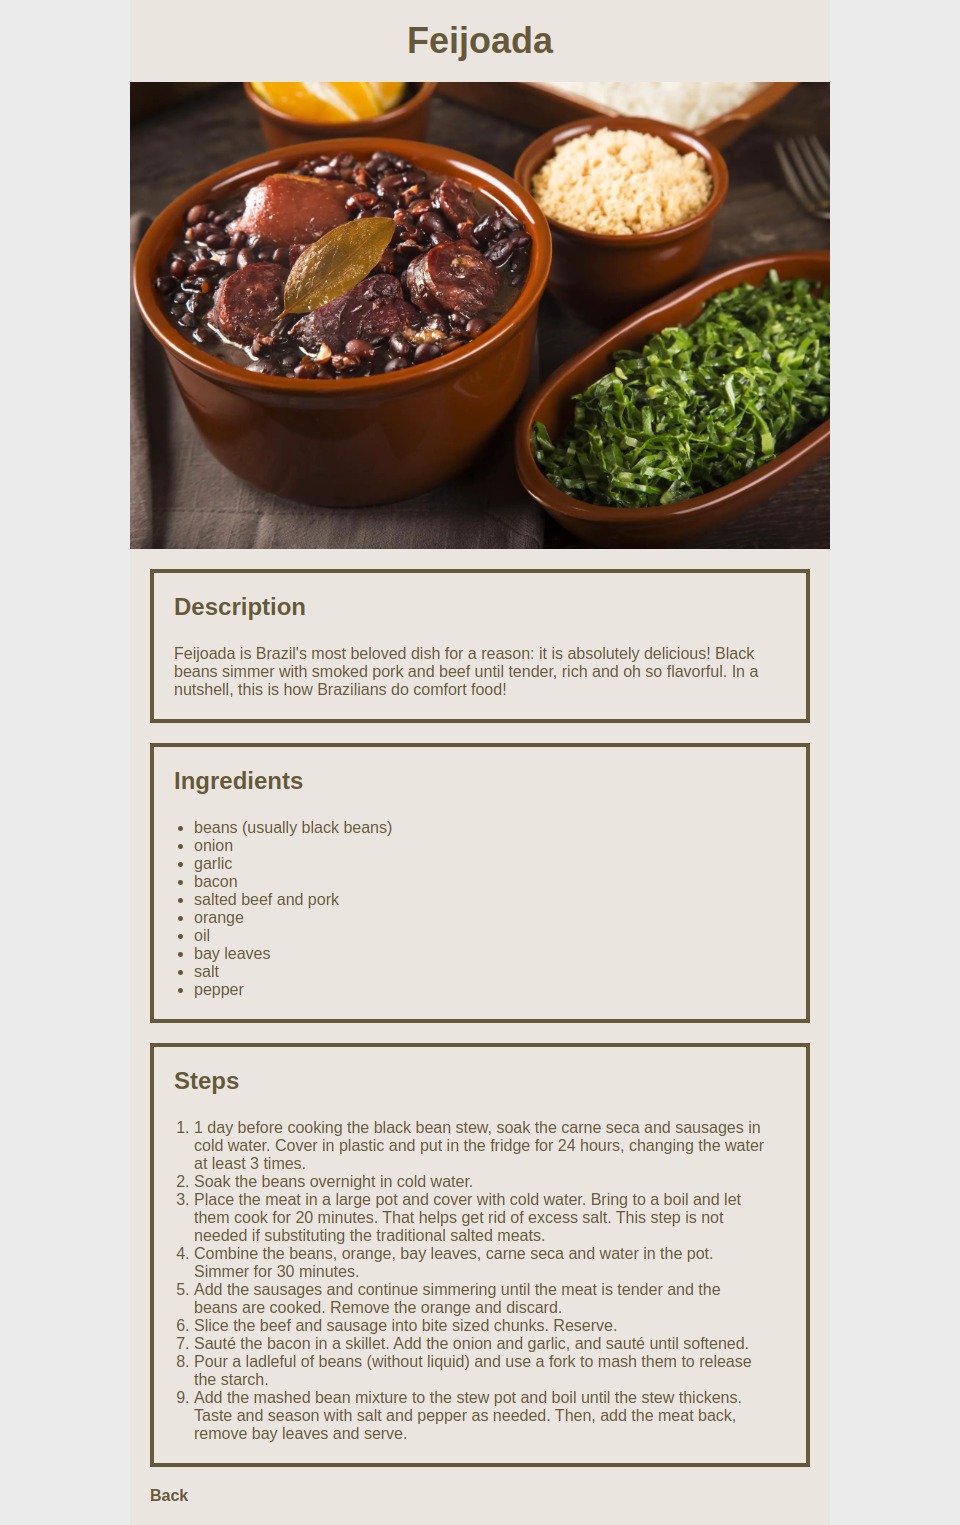 Feijoada
Description
Feijoada is Brazil's most beloved dish for a reason: it is absolutely delicious! Black
beans simmer with smoked pork and beef until tender, rich and oh so flavorful. In a
nutshell, this is how Brazilians do comfort food!
Ingredients
• beans (usually black beans)
• onion
• garlic
• bacon
• salted beef and pork
• orange
• oil
• bay leaves
• salt
• pepper
Steps
1. 1 day before cooking the black bean stew, soak the carne seca and sausages in
cold water. Cover in plastic and put in the fridge for 24 hours, changing the water
at least 3 times.
2. Soak the beans overnight in cold water.
3. Place the meat in a large pot and cover with cold water. Bring to a boil and let
them cook for 20 minutes. That helps get rid of excess salt. This step is not
needed if substituting the traditional salted meats.
4. Combine the beans, orange, bay leaves, carne seca and water in the pot.
Simmer for 30 minutes.
5. Add the sausages and continue simmering until the meat is tender and the
beans are cooked. Remove the orange and discard.
6. Slice the beef and sausage into bite sized chunks. Reserve.
7. Sauté the bacon in a skillet. Add the onion and garlic, and sauté until softened.
8. Pour a ladleful of beans (without liquid) and use a fork to mash them to release
the starch.
9. Add the mashed bean mixture to the stew pot and boil until the stew thickens.
Taste and season with salt and pepper as needed. Then, add the meat back,
remove bay leaves and serve.
Back